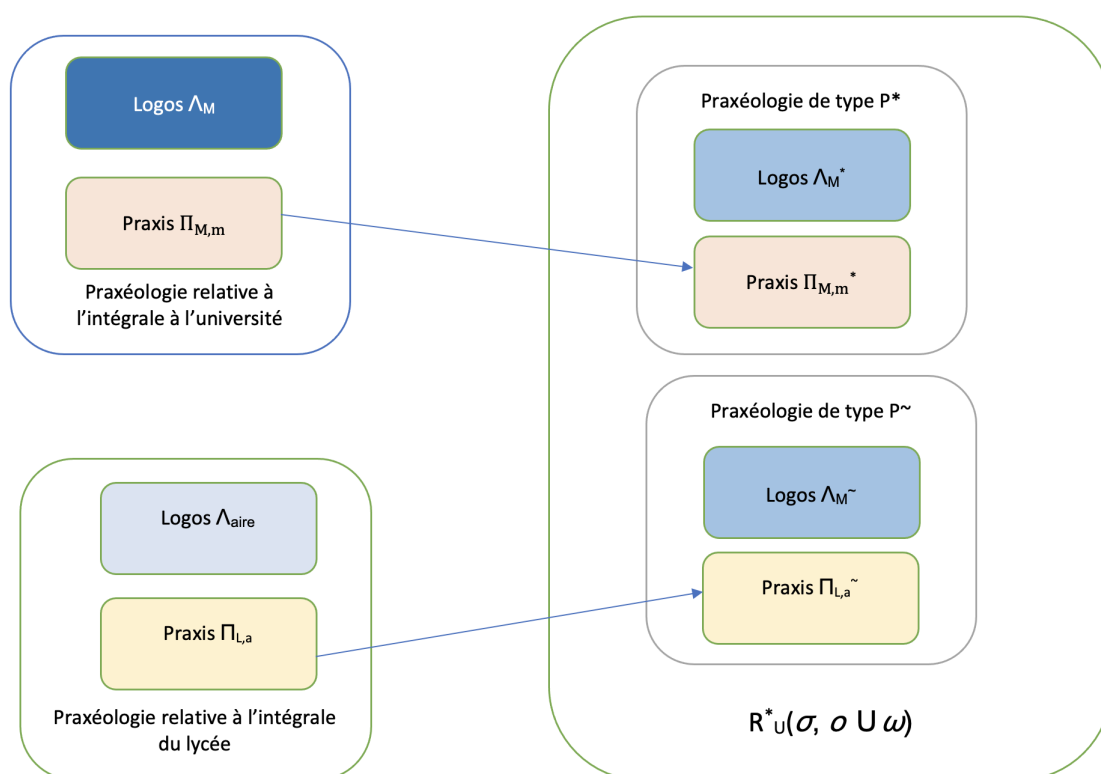 Logos Λ_M
Praxis Π_M,m
Praxéologie relative à
l’intégrale à l’université
Logos Λ_aire
Praxis Π_L,a
Praxéologie relative à l’intégrale
du lycée
Praxéologie de type P*
Logos Λ_M*
Praxis Π_M,m*
Praxéologie de type P~
Logos Λ_M~
Praxis Π_L,a~
R*_U(σ, o U ω)